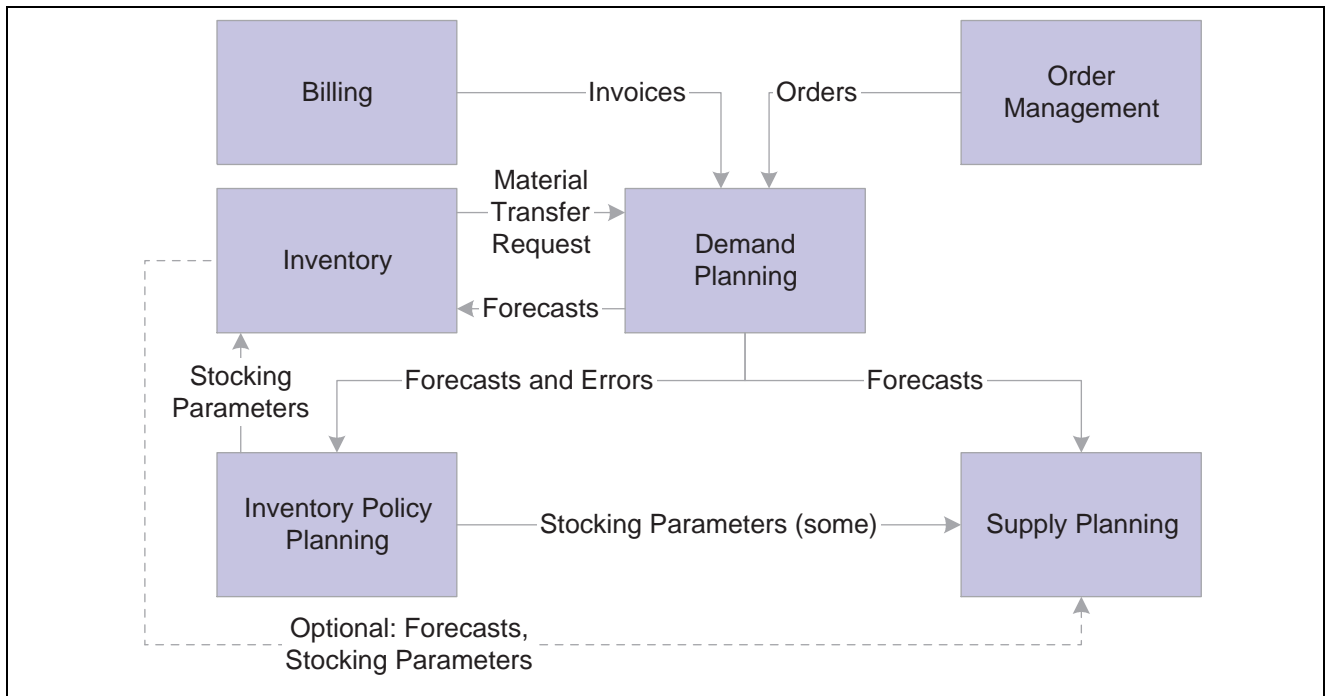 Billing
Invoices
Orders
Order
Management
Inventory
Material
Transfer
Request
Demand
Planning
Forecasts
Stocking
Parameters
Forecasts and Errors
Forecasts
Inventory Policy
Planning
Stocking Parameters (some)
Supply Planning
Optional: Forecasts,
Stocking Parameters